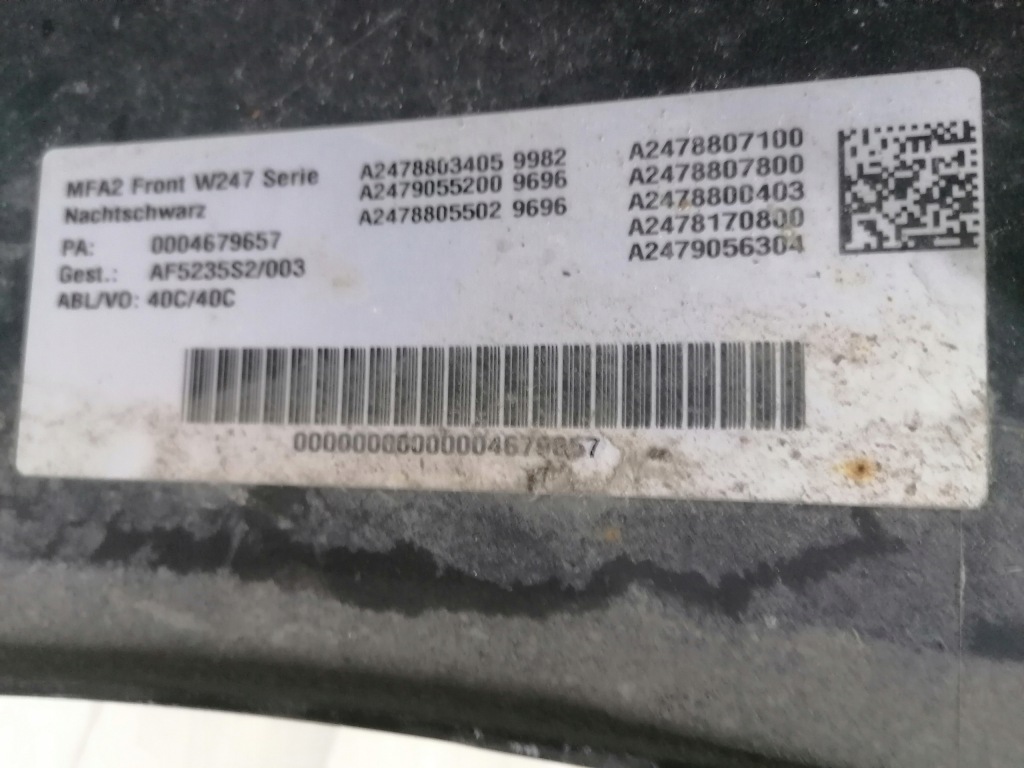 MFA2 Front W247 Serie
Nachtschwarz
PA: 0004679657
Gest.: AF5235S2/003
ABL/VO: 40C/40C
A2478803405 9982
A2479055200 9696
A2478805502 9696
A2478807100
A2478807800
A2478800403
A2478170800
A2479056304
00000000000004679657